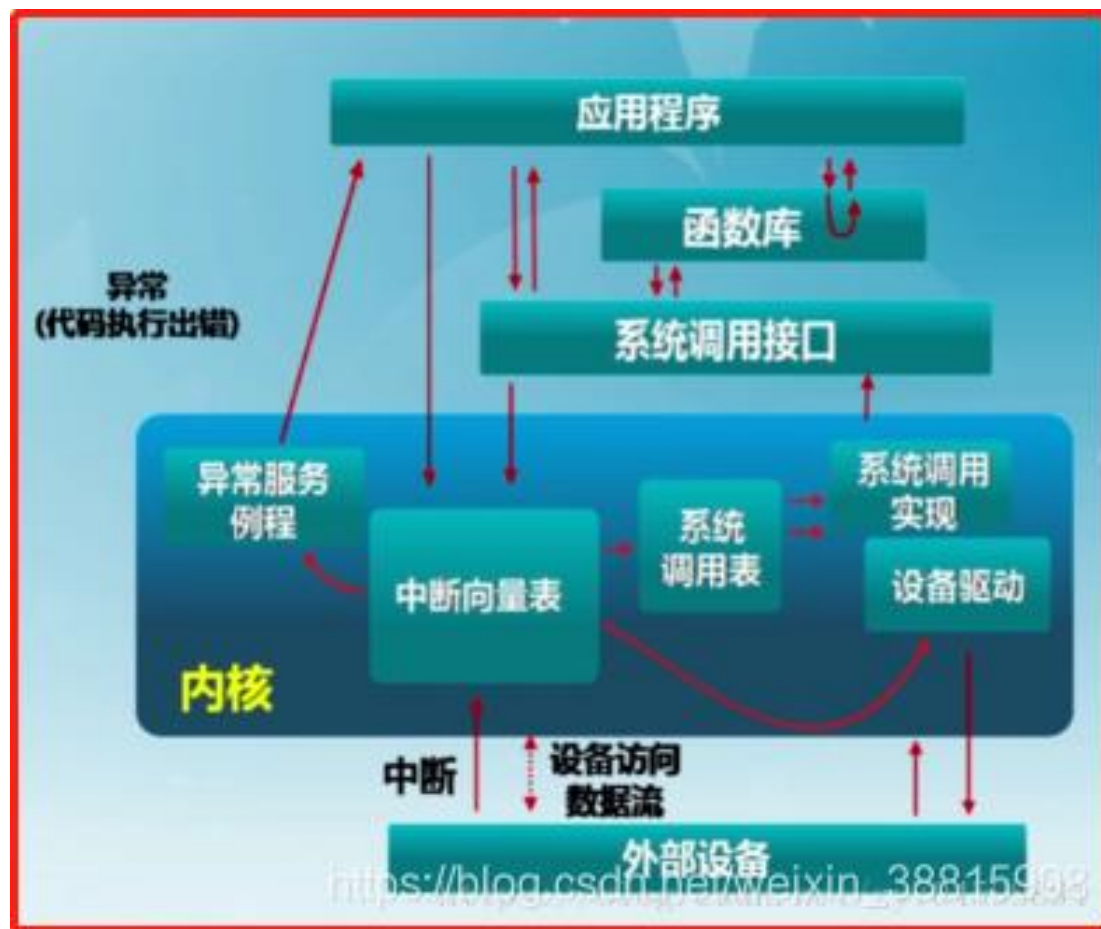 应用程序
函数库
异常
(代码执行出错)
系统调用接口
异常服务
例程
系统调用
实现
系统
调用表
中断向量表
设备驱动
内核
中断
设备访问
数据流
外部设备
https://blog.csdn.net/weixin_38815998